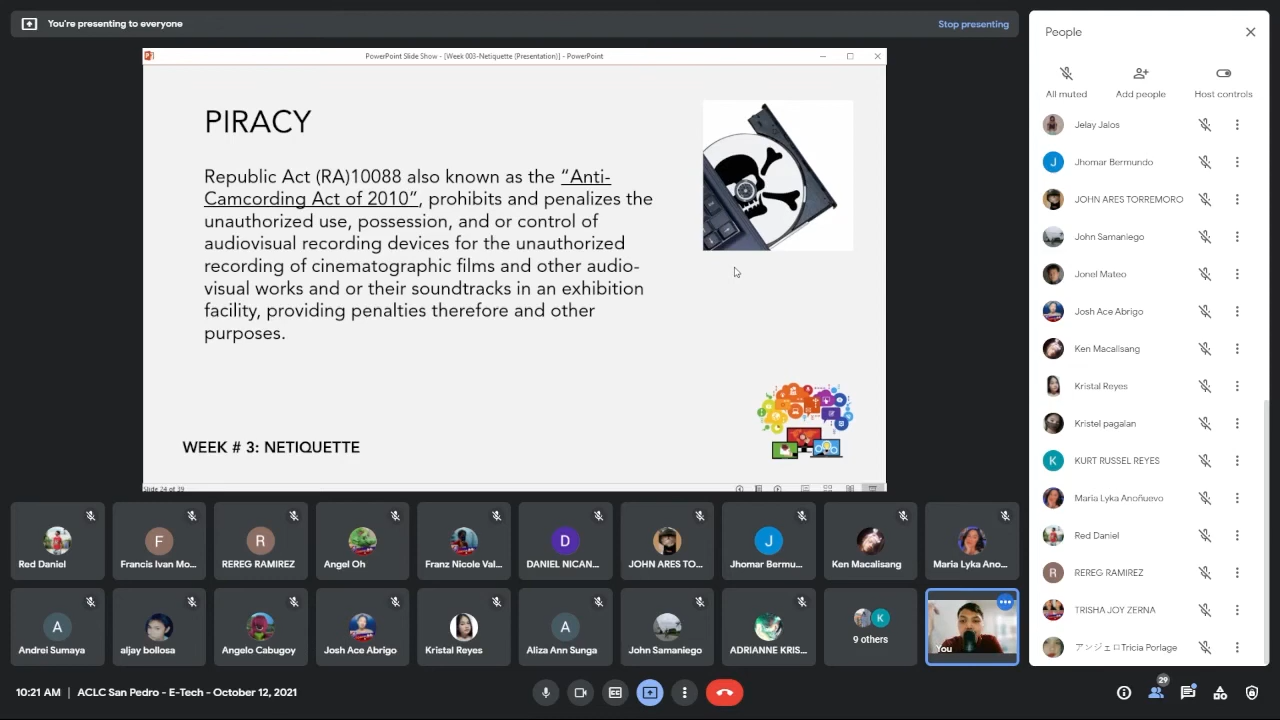 You're presenting to everyone
Stop presenting
PowerPoint Slide Show - [Week 003-Netiquette (Presentation)] - PowerPoint
PIRACY
Republic Act (RA)10088 also known as the “Anti-
Camcording Act of 2010”, prohibits and penalizes the
unauthorized use, possession, and or control of
audiovisual recording devices for the unauthorized
recording of cinematographic films and other audio-
visual works and or their soundtracks in an exhibition
facility, providing penalties therefore and other
purposes.
WEEK # 3: NETIQUETTE
Slide 24 of 39
Red Daniel
F
Francis Ivan Mo...
R
REREG RAMIREZ
Angel Oh
Franz Nicole Val...
D
DANIEL NICAN...
JOHN ARES TO...
J
Jhomar Bermu...
Ken Macalisang
Maria Lyka Ano...
A
Andrei Sumaya
aljay bollosa
Angelo Cabugoy
Josh Ace Abrigo
Kristal Reyes
A
Aliza Ann Sunga
John Samaniego
ADRIANNE KRIS...
K
9 others
You
10:21 AM | ACLC San Pedro - E-Tech - October 12, 2021
People
All muted
Add people
Host controls
Jelay Jalos
J
Jhomar Bermundo
JOHN ARES TORREMORO
John Samaniego
Jonel Mateo
Josh Ace Abrigo
Ken Macalisang
Kristal Reyes
Kristel pagalan
K
KURT RUSSEL REYES
Maria Lyka Anoñuevo
Red Daniel
R
REREG RAMIREZ
TRISHA JOY ZERNA
アンジェロTricia Porlage
29